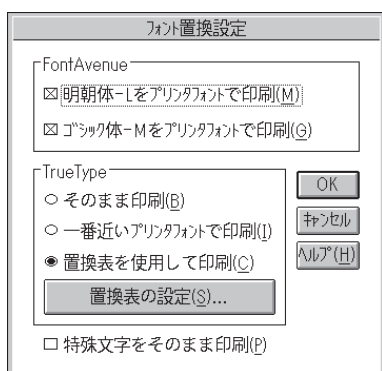 ﾌｫﾝﾄ置換設定
FontAvenue
明朝体-Lをﾌﾟﾘﾝﾀﾌｫﾝﾄで印刷(M)
ｺﾞｼｯｸ体-Mをﾌﾟﾘﾝﾀﾌｫﾝﾄで印刷(G)
TrueType
そのまま印刷(B)
一番近いﾌﾟﾘﾝﾀﾌｫﾝﾄで印刷(I)
置換表を使用して印刷(C)
置換表の設定(S)...
OK
ｷｬﾝｾﾙ
ﾍﾙﾌﾟ(H)
特殊文字をそのまま印刷(P)